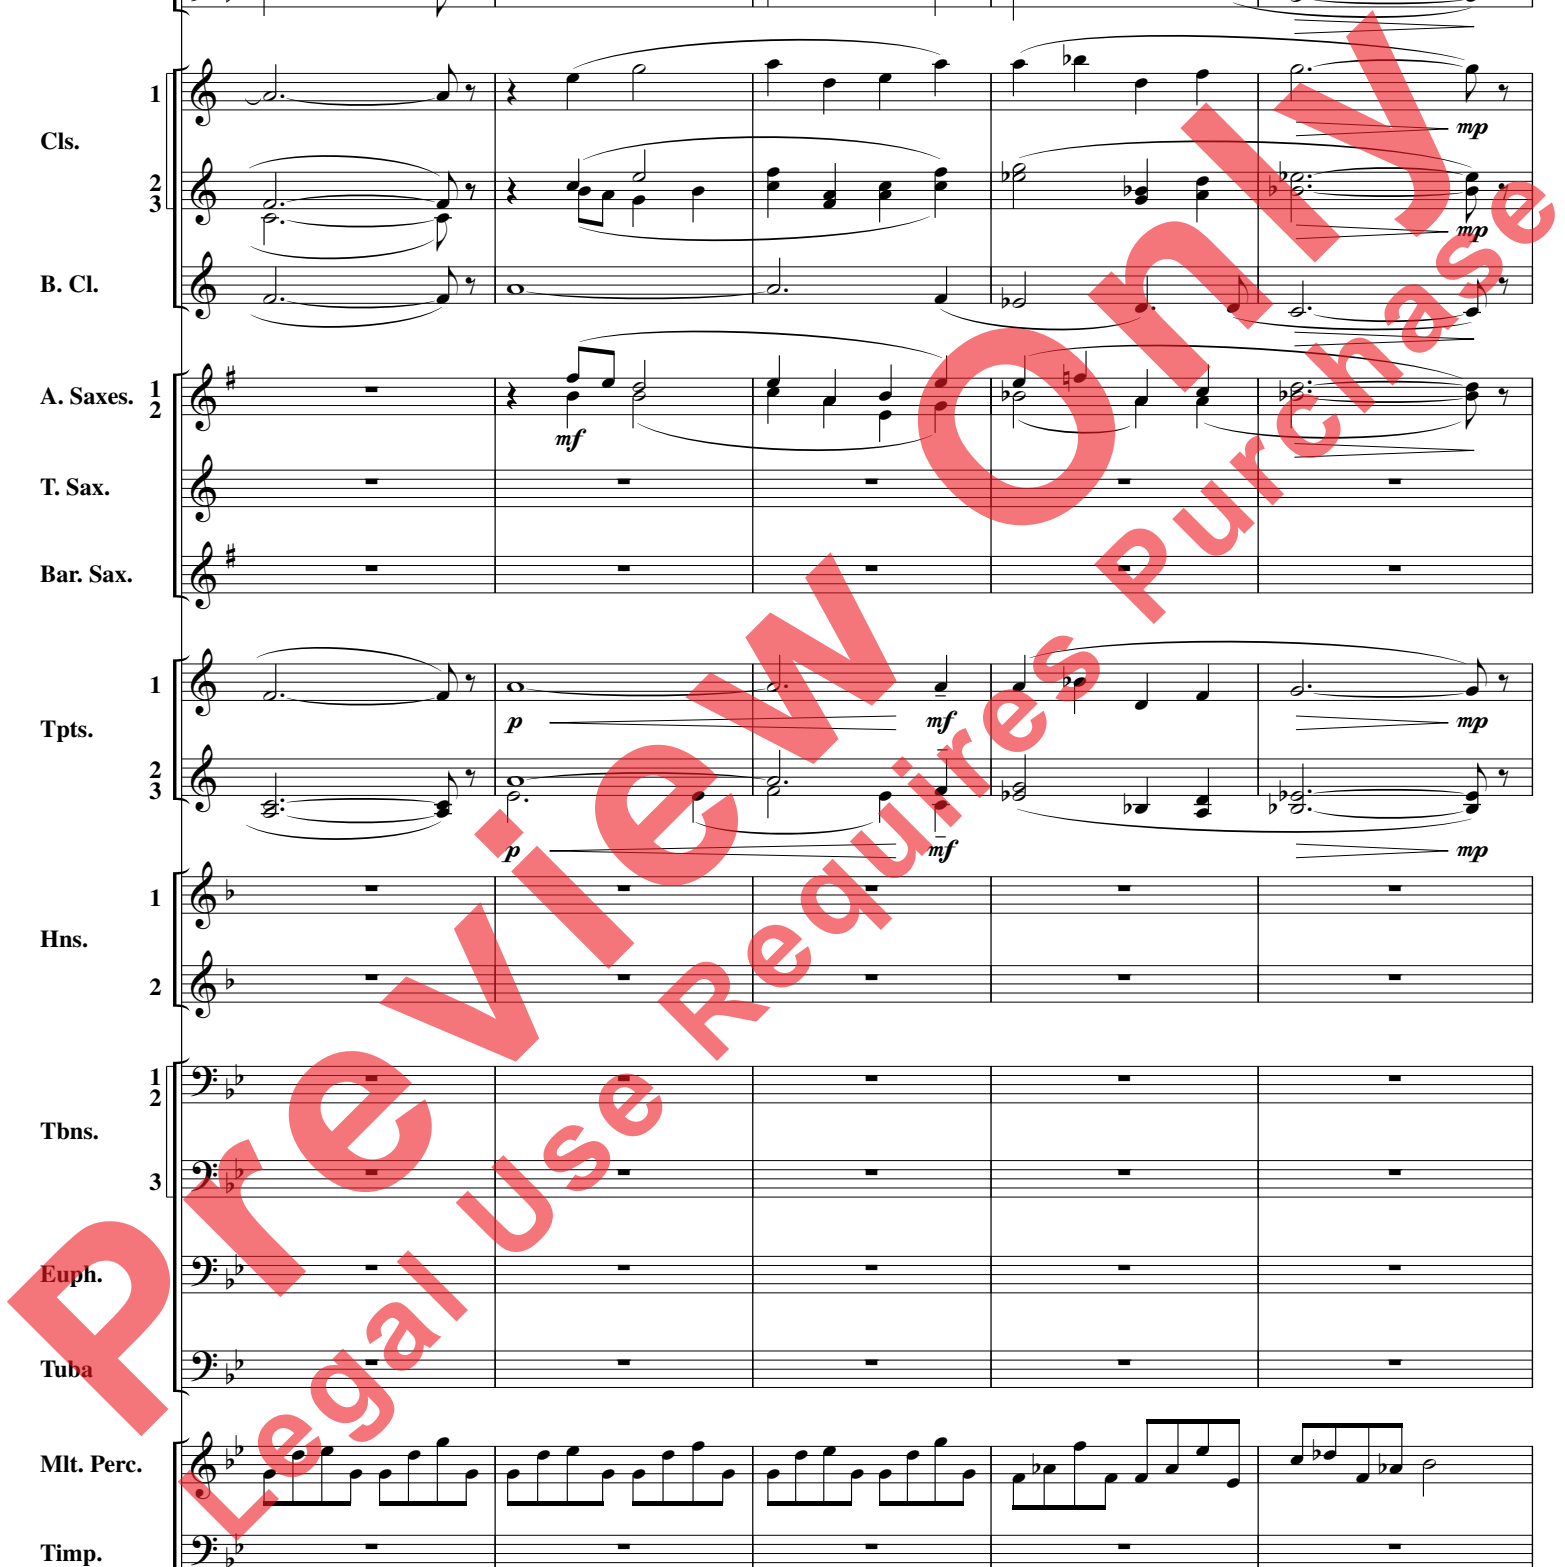 1
Cls.
mp
2
3
mp
B. Cl.
A. Saxes. 1
2
mf
T. Sax.
Bar. Sax.
1
p mf mp
Tpts.
2
3
p mf mp
1
Hns.
2
1
2
Tbns.
3
Euph.
Tuba
Mlt. Perc.
Timp.
Preview Only
Legal Use Requires Purchase